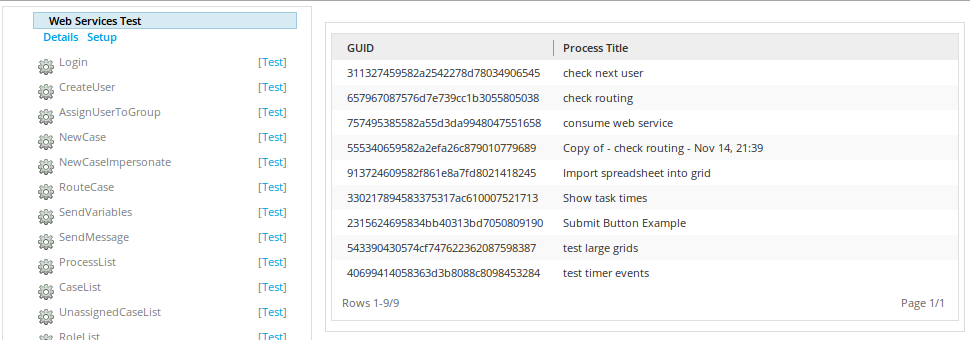 Web Services Test
Details Setup
Login [Test]
CreateUser [Test]
AssignUserToGroup [Test]
NewCase [Test]
NewCaseImpersonate [Test]
RouteCase [Test]
SendVariables [Test]
SendMessage [Test]
ProcessList [Test]
CaseList [Test]
UnassignedCaseList [Test]
RoleList [Test]
GUID Process Title
311327459582a2542278d78034906545 check next user
657967087576d7e739cc1b3055805038 check routing
757495385582a55d3da9948047551658 consume web service
555340659582a2efa26c879010779689 Copy of - check routing - Nov 14, 21:39
913724609582f861e8a7fd8021418245 Import spreadsheet into grid
330217894583375317ac610007521713 Show task times
2315624695834bb40313bd7050809190 Submit Button Example
543390430574cf747622362087598387 test large grids
40699414058363d3b8088c8098453284 test timer events
Rows 1-9/9 Page 1/1